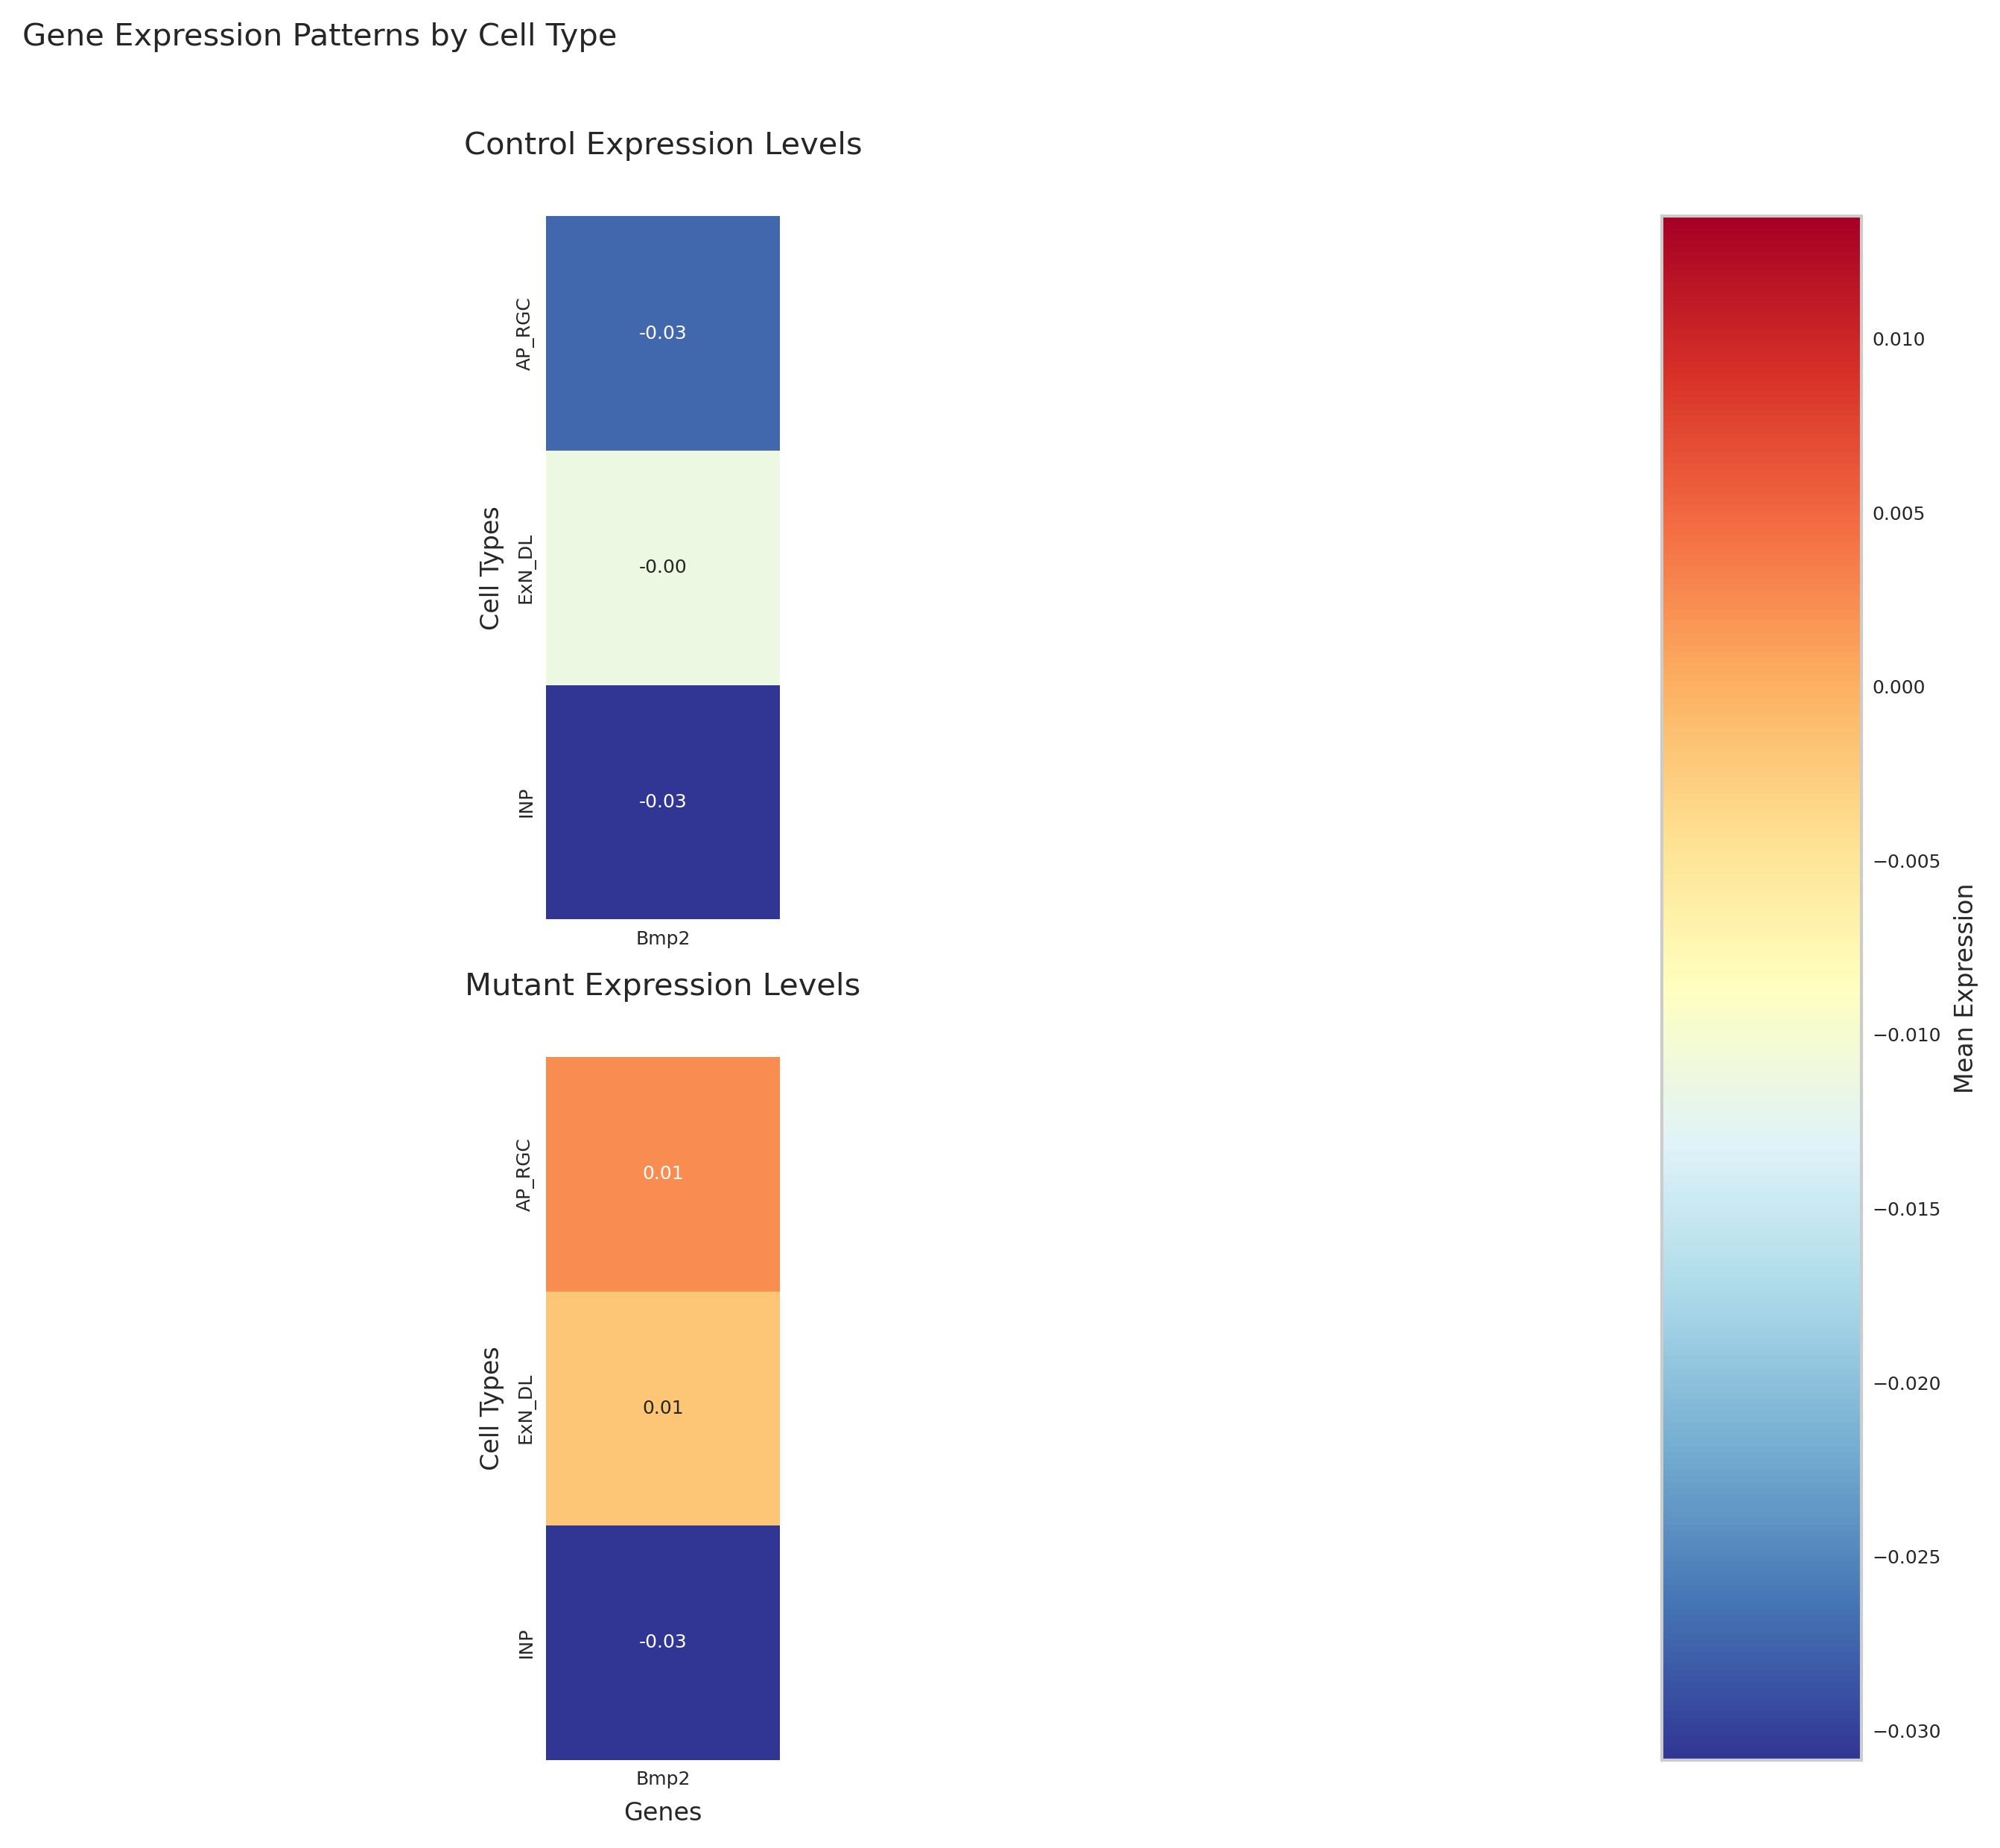 Gene Expression Patterns by Cell Type
Control Expression Levels
Cell Types
AP_RGC
-0.03
ExN_DL
-0.00
INP
-0.03
Bmp2
Mutant Expression Levels
Cell Types
AP_RGC
0.01
ExN_DL
0.01
INP
-0.03
Bmp2
Genes
0.010
0.005
0.000
−0.005
−0.010
−0.015
−0.020
−0.025
−0.030
Mean Expression